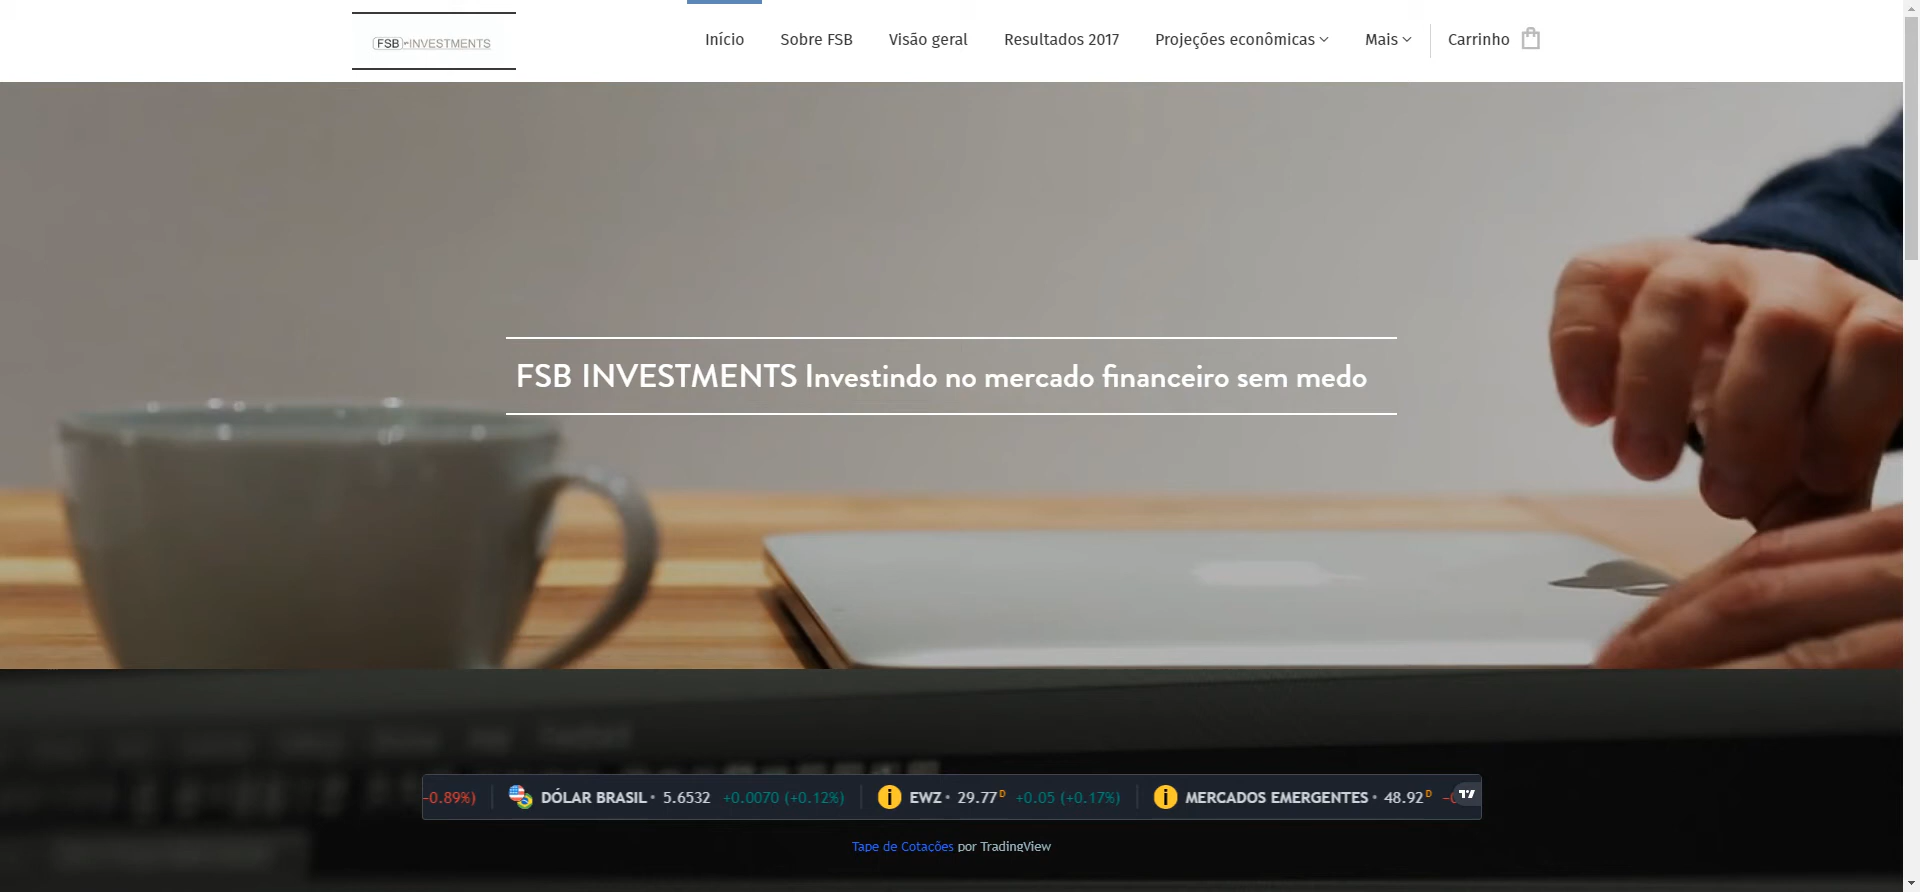 FSB INVESTMENTS
Início Sobre FSB Visão geral Resultados 2017 Projeções econômicas Mais Carrinho
FSB INVESTMENTS Investindo no mercado financeiro sem medo
−0.89%) DÓLAR BRASIL • 5.6532 +0.0070 (+0.12%) EWZ • 29.77 D +0.05 (+0.17%) MERCADOS EMERGENTES • 48.92 D
Tape de Cotações por TradingView